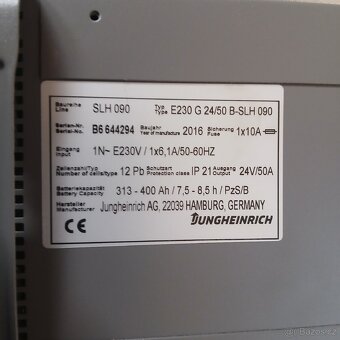 Baureihe Line SLH 090 Typ Type E230 G 24/50 B-SLH 090
Serien-Nr. Serial-No. B6 644294 Baujahr Year of manufacture 2016 Sicherung Fuse 1x10A
Eingang Input 1N~ E230V / 1x6,1A/50-60HZ
Zellenzahl/Typ Number of cells/type 12 Pb Schutzart Protection class IP 21 Ausgang Output 24V/50A
Batteriekapazität Battery capacity 313 - 400 Ah / 7,5 - 8,5 h / PzS/B
Hersteller Manufacturer Jungheinrich AG, 22039 HAMBURG, GERMANY
CE JUNGHEINRICH